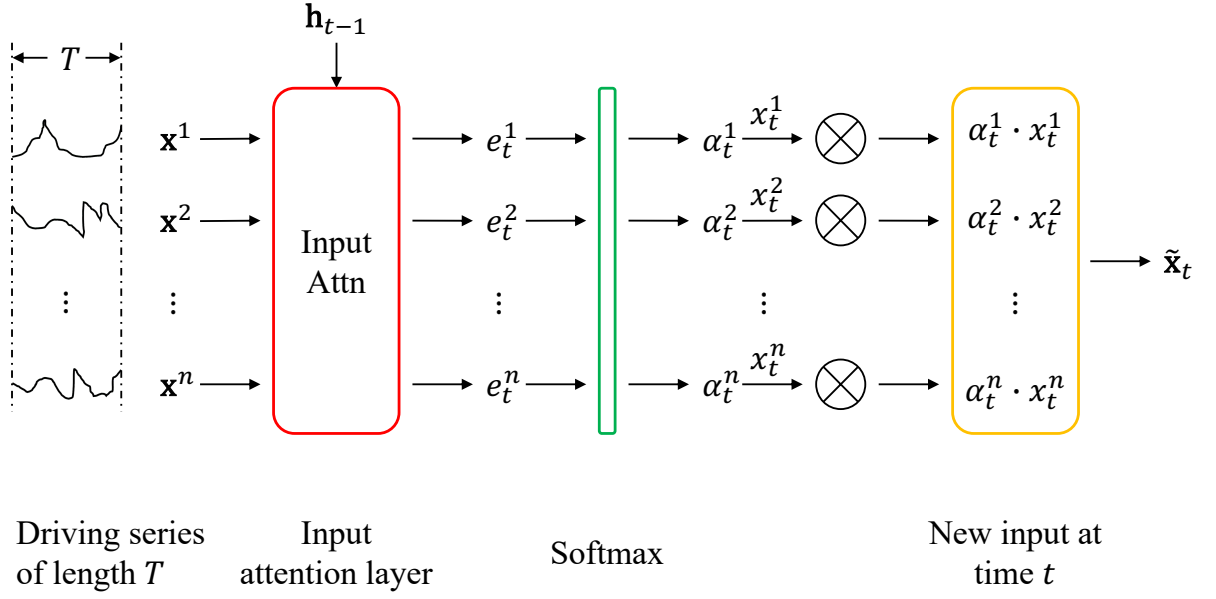 𝐡_{t−1}
T
𝐱^1 e_t^1 α_t^1 x_t^1 α_t^1 · x_t^1
𝐱^2 e_t^2 α_t^2 x_t^2 α_t^2 · x_t^2
Input
Attn
𝐱̃_t
⋮ ⋮ ⋮ ⋮ ⋮
𝐱^n e_t^n α_t^n x_t^n α_t^n · x_t^n
Driving series
of length T
Input
attention layer
Softmax
New input at
time t